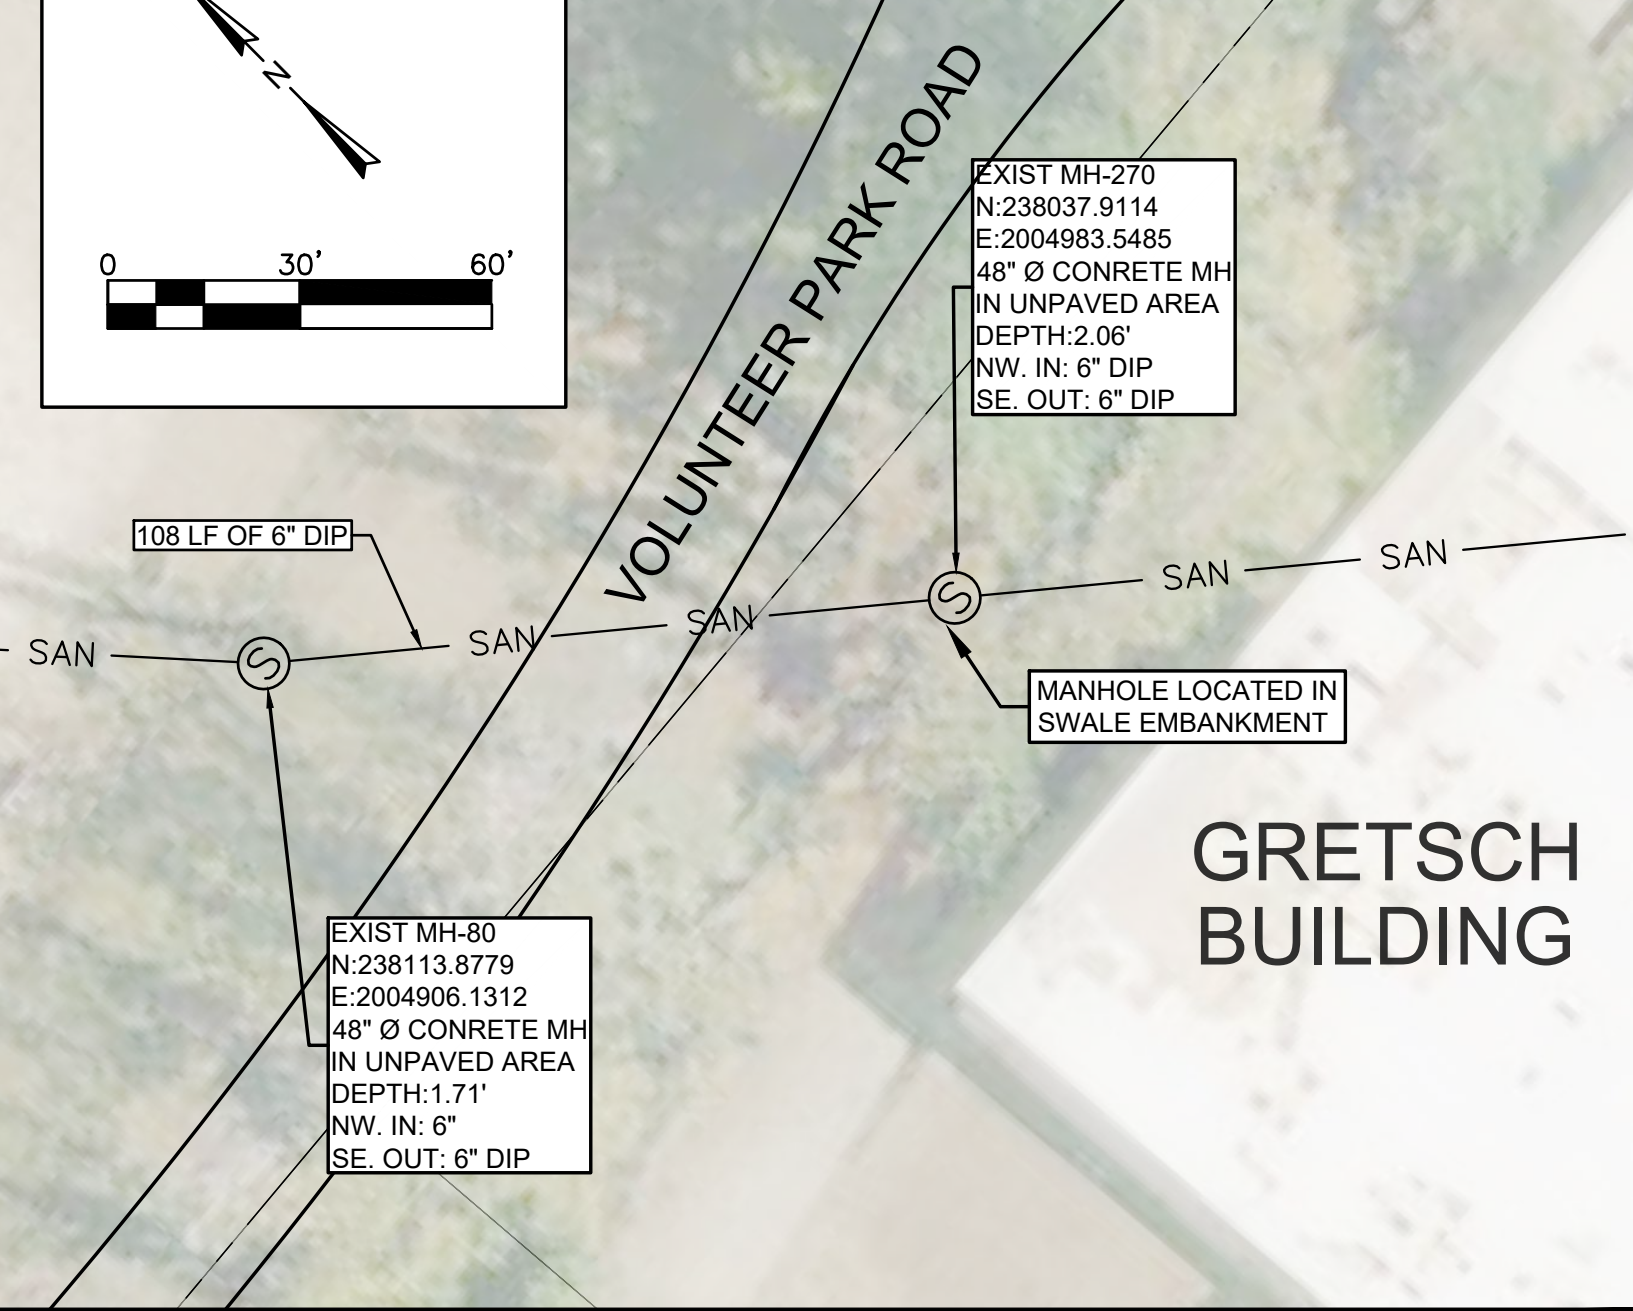 N
0 30' 60'
VOLUNTEER PARK ROAD
EXIST MH-270
N:238037.9114
E:2004983.5485
48" Ø CONRETE MH
IN UNPAVED AREA
DEPTH:2.06'
NW. IN: 6" DIP
SE. OUT: 6" DIP
108 LF OF 6" DIP
SAN
S
SAN
SAN
S
SAN
SAN
MANHOLE LOCATED IN
SWALE EMBANKMENT
GRETSCH
BUILDING
EXIST MH-80
N:238113.8779
E:2004906.1312
48" Ø CONRETE MH
IN UNPAVED AREA
DEPTH:1.71'
NW. IN: 6"
SE. OUT: 6" DIP